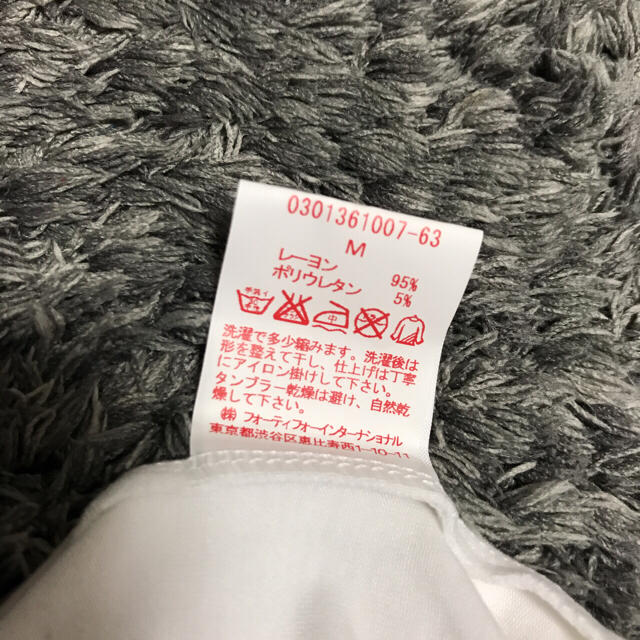 0301361007-63
M
レーヨン 95%
ポリウレタン 5%
手洗イ 中
洗濯で多少縮みます。洗濯後は
形を整えて干し、仕上げは丁寧
にアイロン掛けして下さい。
タンブラー乾燥は避け、自然乾
燥して下さい。
㈱ フォーティフォーインターナショナル
東京都渋谷区恵比寿西1-10-11